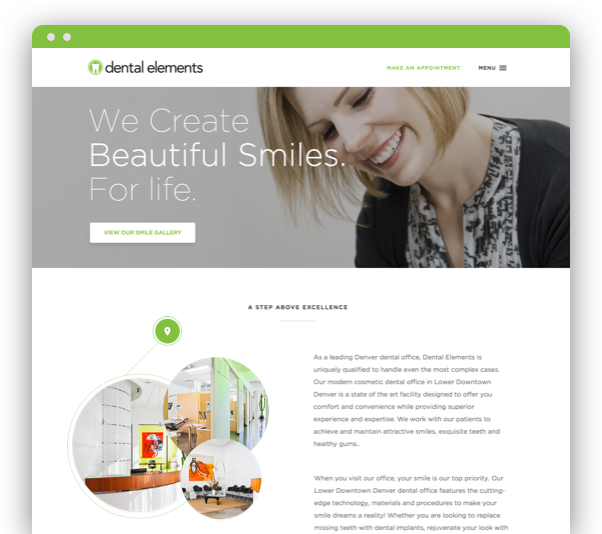 dental elements
MAKE AN APPOINTMENT
MENU
We Create
Beautiful Smiles.
For life.
VIEW OUR SMILE GALLERY
A STEP ABOVE EXCELLENCE
As a leading Denver dental office, Dental Elements is
uniquely qualified to handle even the most complex cases.
Our modern cosmetic dental office in Lower Downtown
Denver is a state of the art facility designed to offer you
comfort and convenience while providing superior
experience and expertise. We work with our patients to
achieve and maintain attractive smiles, exquisite teeth and
healthy gums..
When you visit our office, your smile is our top priority. Our
Lower Downtown Denver dental office features the cutting-
edge technology, materials and procedures to make your
smile dreams a reality! Whether you are looking to replace
missing teeth with dental implants, rejuvenate your look with